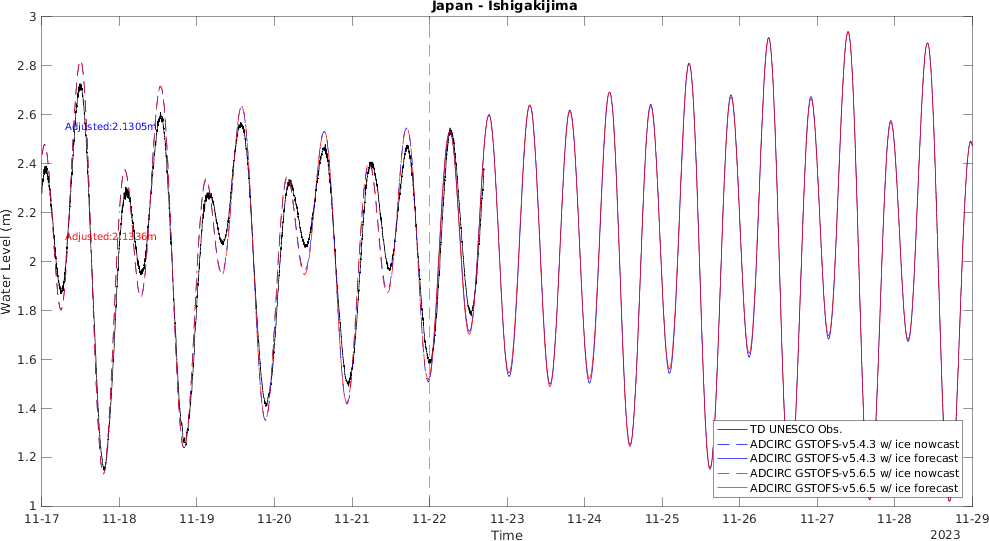 Japan - Ishigakijima
3
2.8
2.6
2.4
2.2
2
1.8
1.6
1.4
1.2
1
Water Level (m)
Adjusted:2.1305m
Adjusted:2.1336m
TD UNESCO Obs.
ADCIRC GSTOFS-v5.4.3 w/ ice nowcast
ADCIRC GSTOFS-v5.4.3 w/ ice forecast
ADCIRC GSTOFS-v5.6.5 w/ ice nowcast
ADCIRC GSTOFS-v5.6.5 w/ ice forecast
11-17 11-18 11-19 11-20 11-21 11-22 11-23 11-24 11-25 11-26 11-27 11-28 11-29
Time
2023